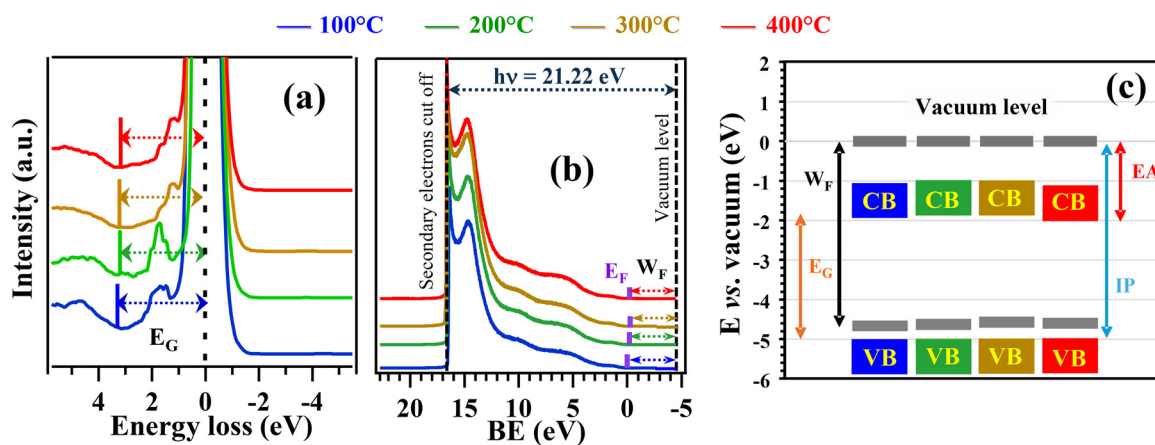 100°C 200°C 300°C 400°C
(a)
Intensity (a.u.)
E_G
6 4 2 0 -2 -4
Energy loss (eV)
hν = 21.22 eV
Secondary electrons cut off
Vacuum level
(b)
E_F W_F
20 15 10 5 0 -5
BE (eV)
(c)
E vs. vacuum (eV)
2
1
0
-1
-2
-3
-4
-5
-6
Vacuum level
W_F
EA
CB CB CB CB
E_G
IP
VB VB VB VB